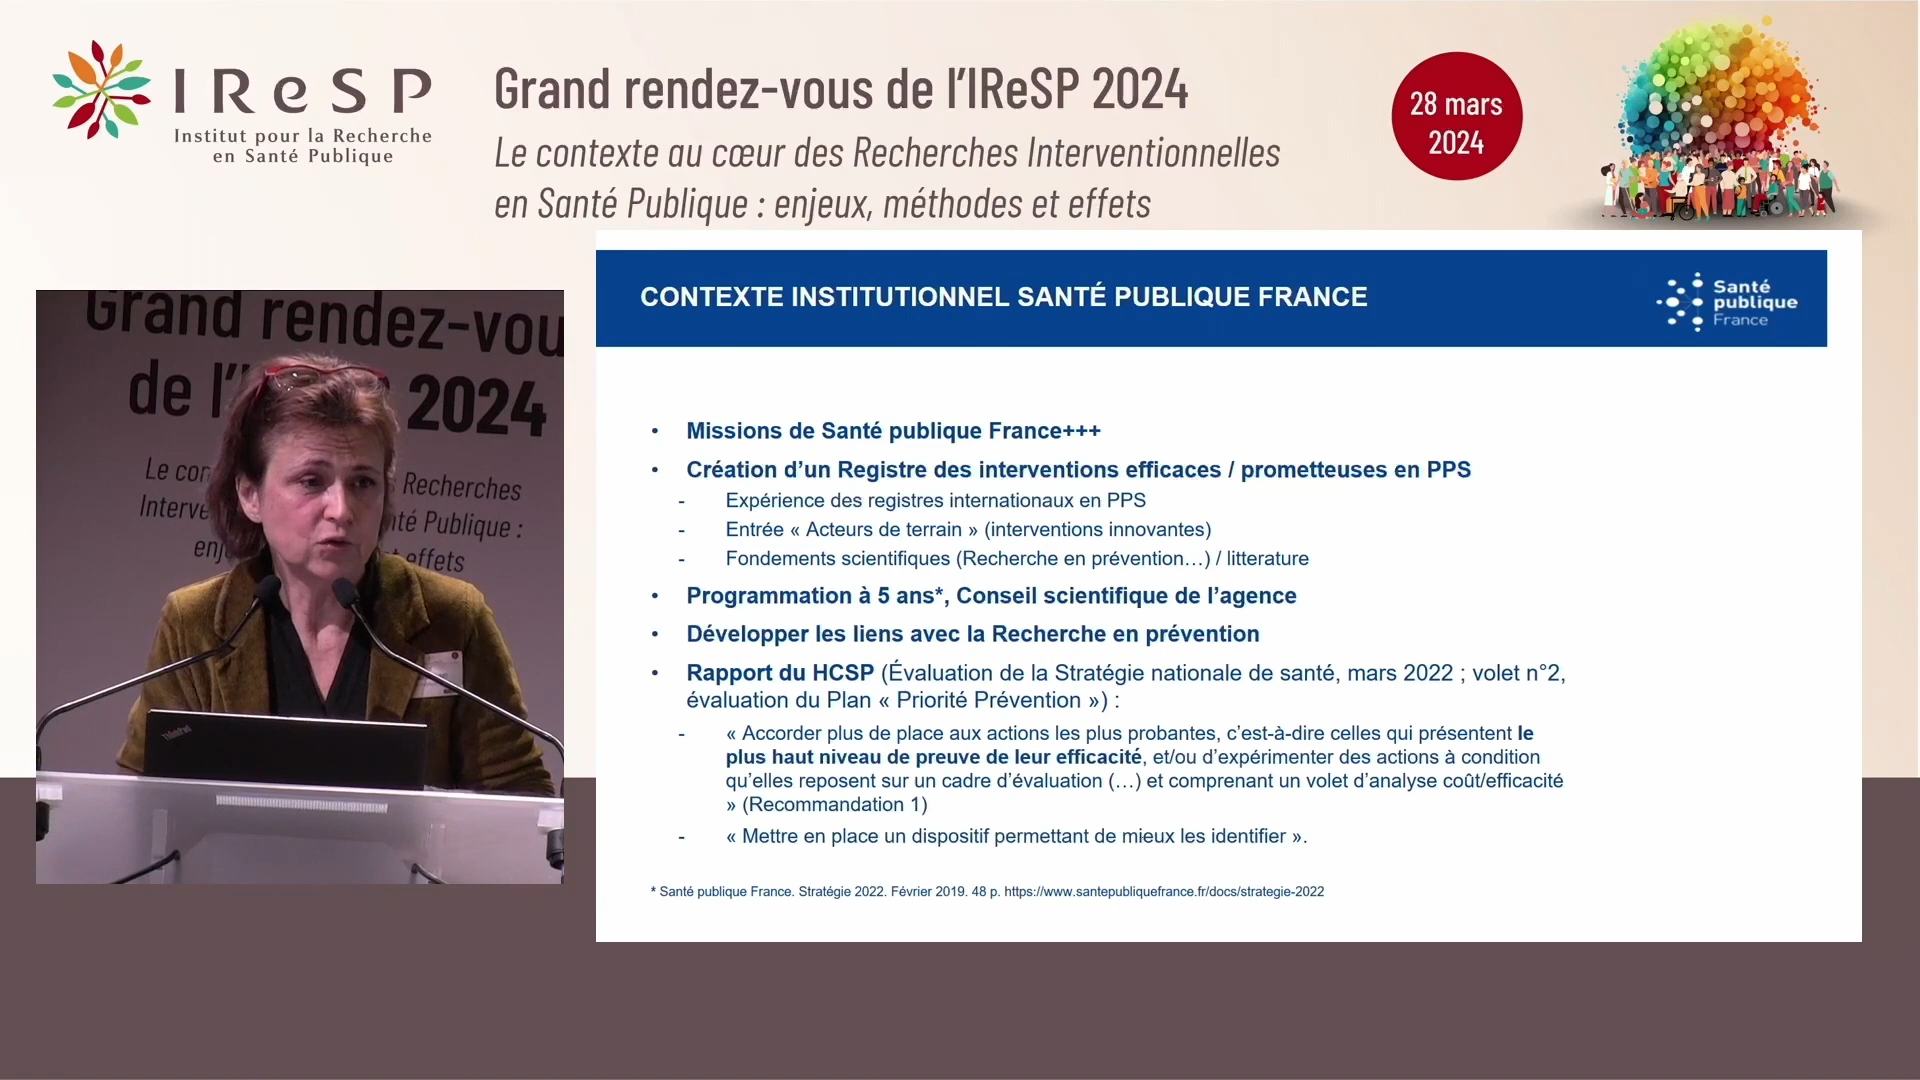 IReSP
Institut pour la Recherche
en Santé Publique
Grand rendez-vous de l’IReSP 2024
Le contexte au cœur des Recherches Interventionnelles
en Santé Publique : enjeux, méthodes et effets
28 mars
2024
Grand rendez-vou
de l’ 2024
Le con Recherches
Interve nté Publique :
enj et effets
ThinkPad
CONTEXTE INSTITUTIONNEL SANTÉ PUBLIQUE FRANCE
Santé
publique
France
• Missions de Santé publique France+++
• Création d’un Registre des interventions efficaces / prometteuses en PPS
- Expérience des registres internationaux en PPS
- Entrée « Acteurs de terrain » (interventions innovantes)
- Fondements scientifiques (Recherche en prévention…) / litterature
• Programmation à 5 ans*, Conseil scientifique de l’agence
• Développer les liens avec la Recherche en prévention
• Rapport du HCSP (Évaluation de la Stratégie nationale de santé, mars 2022 ; volet n°2,
évaluation du Plan « Priorité Prévention ») :
- « Accorder plus de place aux actions les plus probantes, c’est-à-dire celles qui présentent le
plus haut niveau de preuve de leur efficacité, et/ou d’expérimenter des actions à condition
qu’elles reposent sur un cadre d’évaluation (…) et comprenant un volet d’analyse coût/efficacité
» (Recommandation 1)
- « Mettre en place un dispositif permettant de mieux les identifier ».
* Santé publique France. Stratégie 2022. Février 2019. 48 p. https://www.santepubliquefrance.fr/docs/strategie-2022